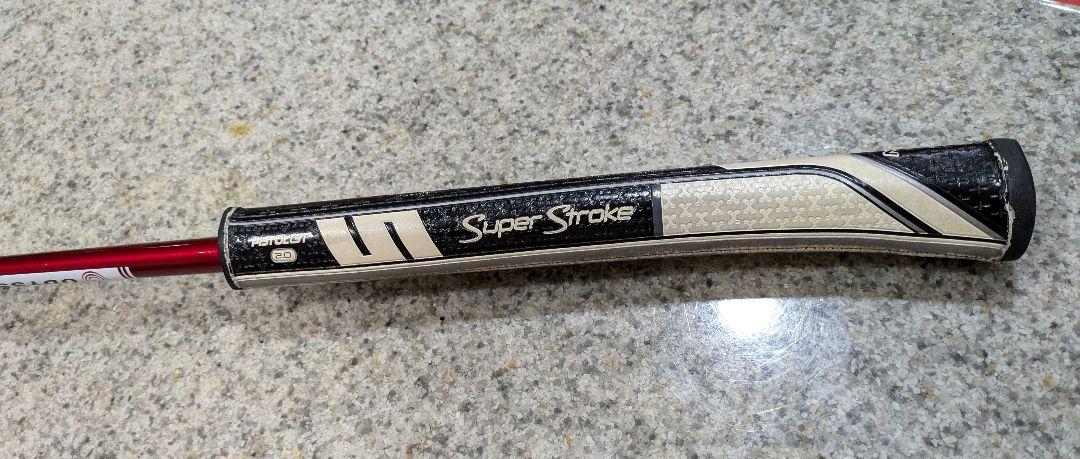 PISTOL GT
2.0
Super Stroke